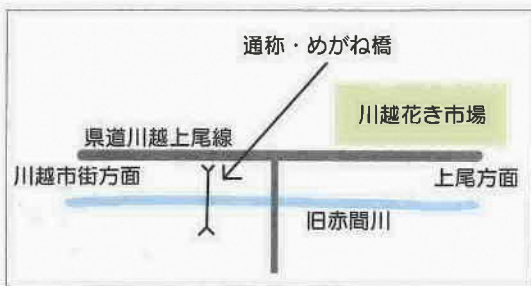 通称・めがね橋
川越花き市場
県道川越上尾線
川越市街方面
上尾方面
旧赤間川